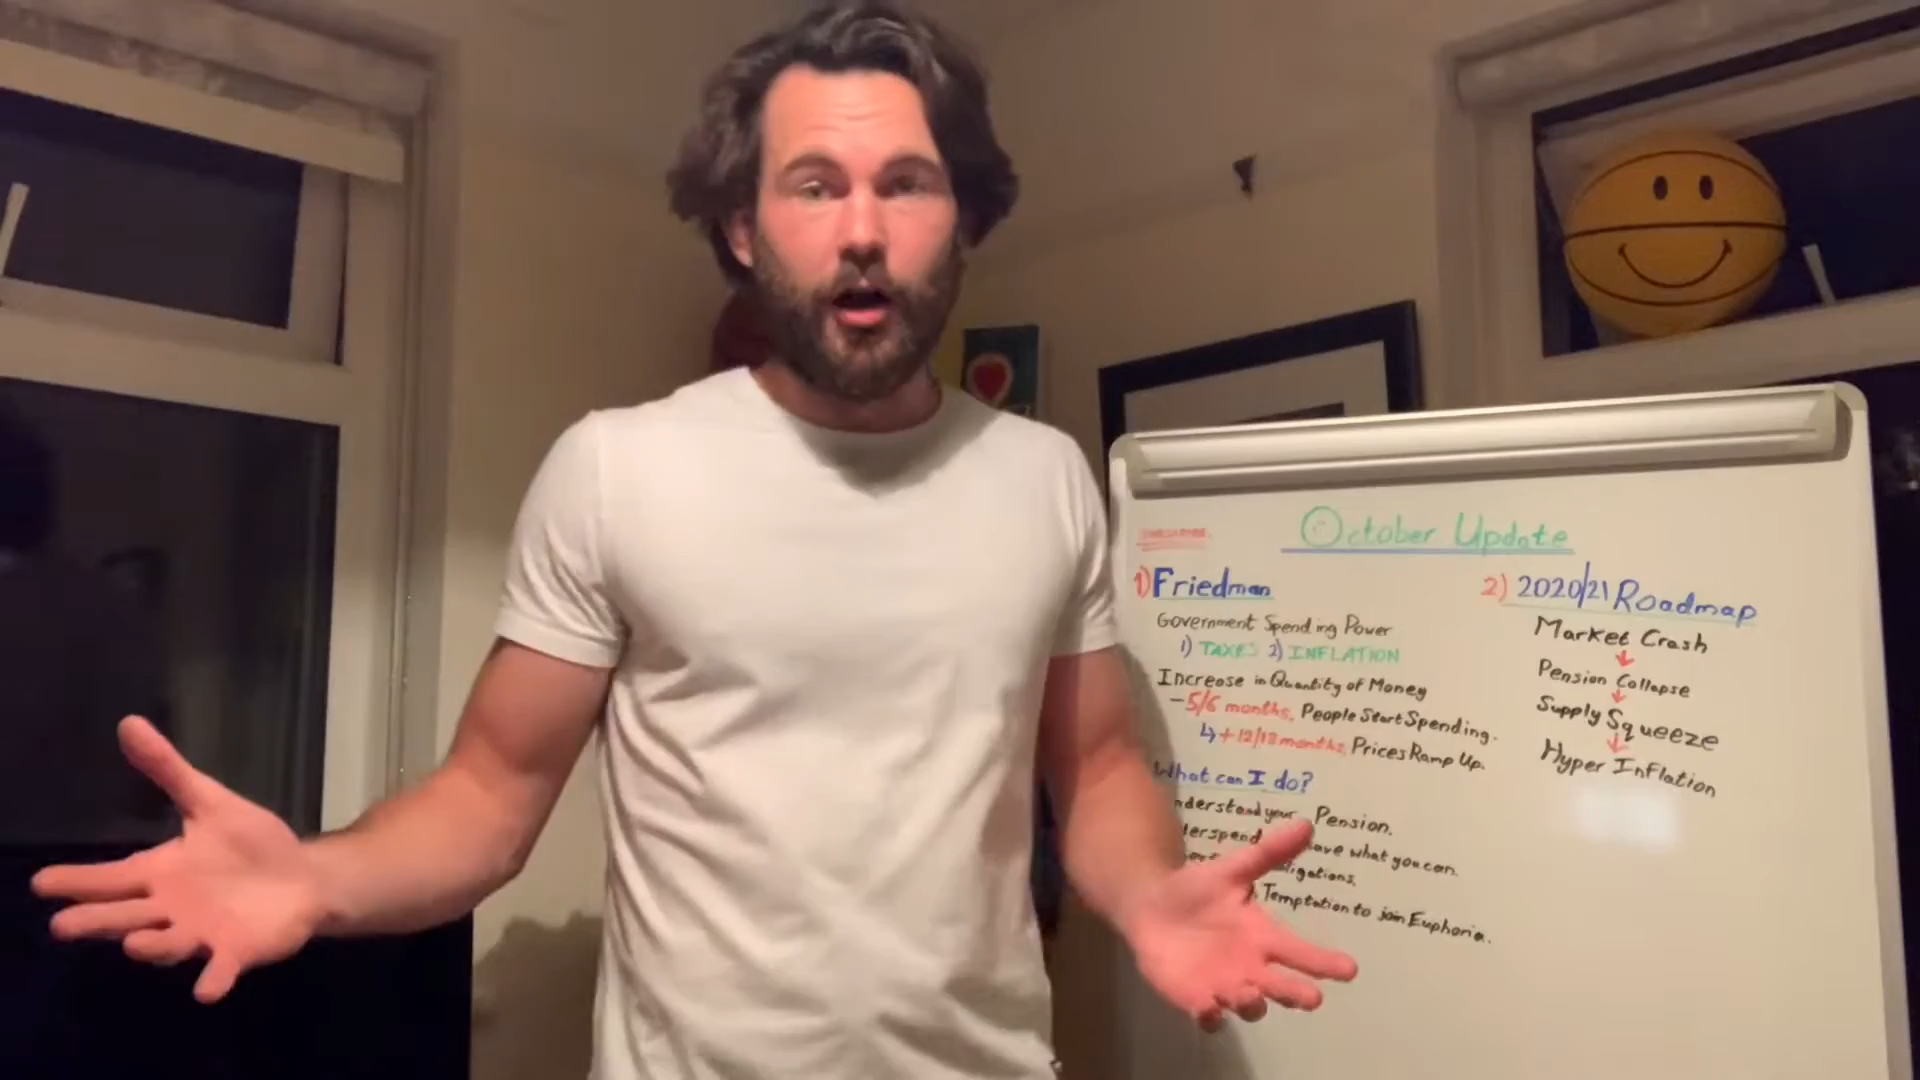 October Update
1) Friedman
Government Spending Power
1) TAXES 2) INFLATION
Increase in Quantity of Money
- 5/6 months, People Start Spending.
↳ + 12/18 months, Prices Ramp Up.
What can I do?
your Pension.
what you can.
Temptation to join Euphoria.
2) 2020/21 Roadmap
Market Crash
↓
Pension Collapse
↓
Supply Squeeze
↓
Hyper Inflation